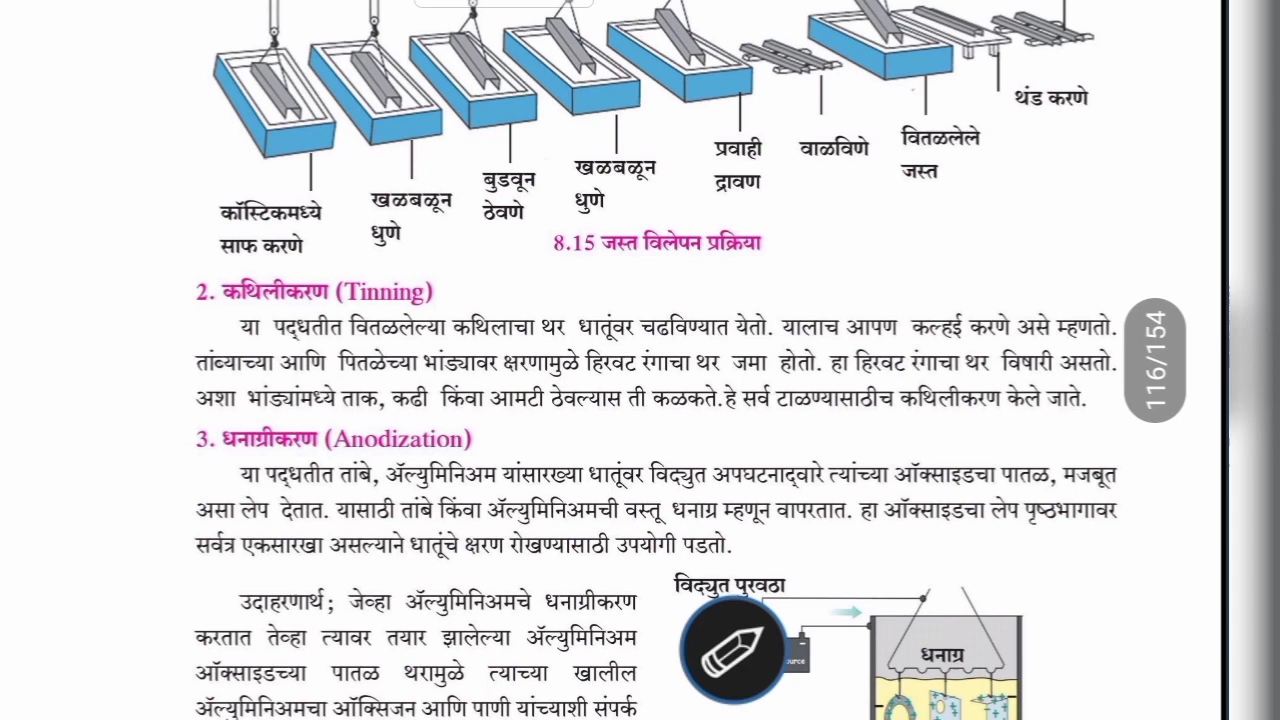 थंड करणे
वितळलेले
जस्त
वाळविणे
प्रवाही
द्रावण
खळबळून
धुणे
बुडवून
ठेवणे
खळबळून
धुणे
कॉस्टिकमध्ये
साफ करणे
8.15 जस्त विलेपन प्रक्रिया
2. कथिलीकरण (Tinning)
या पद्धतीत वितळलेल्या कथिलाचा थर धातूंवर चढविण्यात येतो. यालाच आपण कल्हई करणे असे म्हणतो.
तांब्याच्या आणि पितळेच्या भांड्यावर क्षरणामुळे हिरवट रंगाचा थर जमा होतो. हा हिरवट रंगाचा थर विषारी असतो.
अशा भांड्यांमध्ये ताक, कढी किंवा आमटी ठेवल्यास ती कळकते.हे सर्व टाळण्यासाठीच कथिलीकरण केले जाते.
3. धनाग्रीकरण (Anodization)
या पद्धतीत तांबे, ॲल्युमिनिअम यांसारख्या धातूंवर विद्युत अपघटनाद्वारे त्यांच्या ऑक्साइडचा पातळ, मजबूत
असा लेप देतात. यासाठी तांबे किंवा ॲल्युमिनिअमची वस्तू धनाग्र म्हणून वापरतात. हा ऑक्साइडचा लेप पृष्ठभागावर
सर्वत्र एकसारखा असल्याने धातूंचे क्षरण रोखण्यासाठी उपयोगी पडतो.
उदाहरणार्थ; जेव्हा ॲल्युमिनिअमचे धनाग्रीकरण
करतात तेव्हा त्यावर तयार झालेल्या ॲल्युमिनिअम
ऑक्साइडच्या पातळ थरामुळे त्याच्या खालील
ॲल्युमिनिअमचा ऑक्सिजन आणि पाणी यांच्याशी संपर्क
विद्युत पुरवठा
धनाग्र
116/154